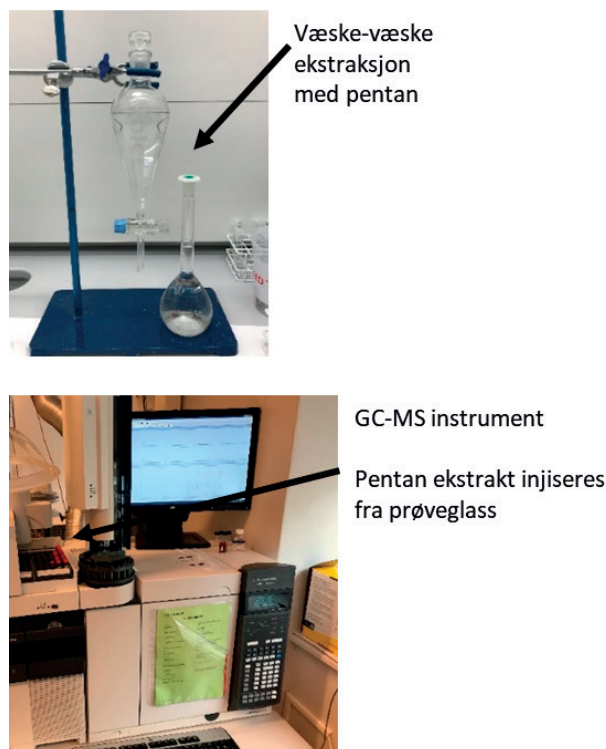 Væske-væske
ekstraksjon
med pentan
GC-MS instrument
Pentan ekstrakt injiseres
fra prøveglass